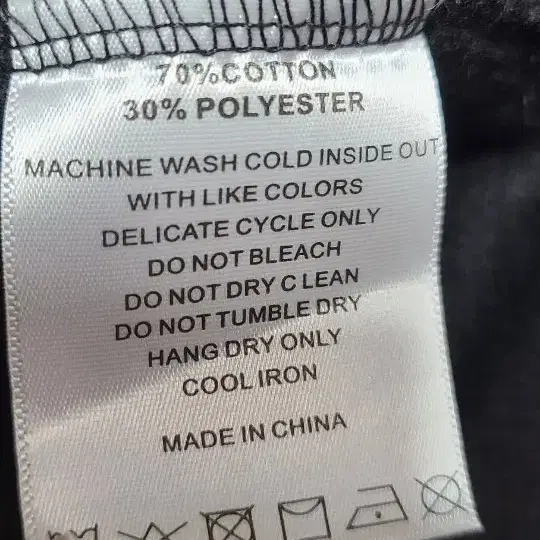 70%COTTON
30% POLYESTER
MACHINE WASH COLD INSIDE OUT
WITH LIKE COLORS
DELICATE CYCLE ONLY
DO NOT BLEACH
DO NOT DRY C LEAN
DO NOT TUMBLE DRY
HANG DRY ONLY
COOL IRON
MADE IN CHINA